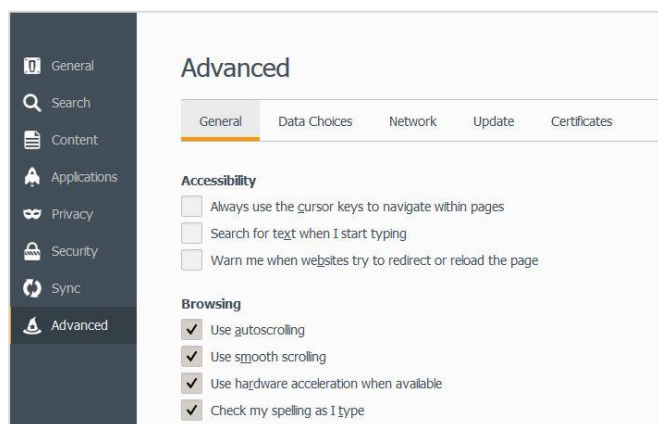 General
Search
Content
Applications
Privacy
Security
Sync
Advanced
Advanced
General Data Choices Network Update Certificates
Accessibility
Always use the cursor keys to navigate within pages
Search for text when I start typing
Warn me when websites try to redirect or reload the page
Browsing
Use autoscrolling
Use smooth scrolling
Use hardware acceleration when available
Check my spelling as I type